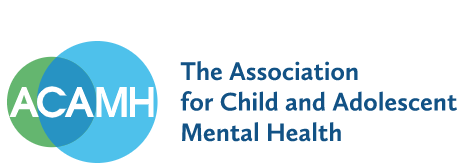 ACAMH
The Association
for Child and Adolescent
Mental Health